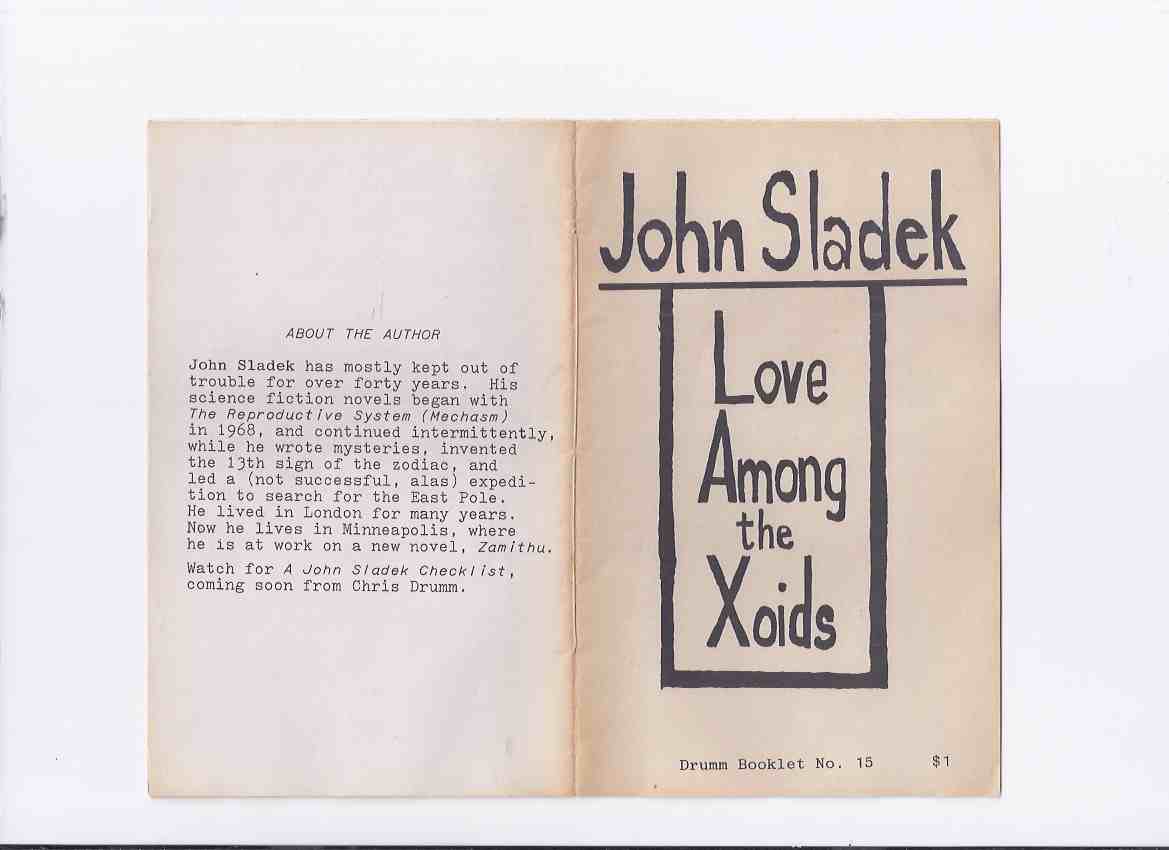 ABOUT THE AUTHOR
John Sladek has mostly kept out of
trouble for over forty years. His
science fiction novels began with
The Reproductive System (Mechasm)
in 1968, and continued intermittently,
while he wrote mysteries, invented
the 13th sign of the zodiac, and
led a (not successful, alas) expedi-
tion to search for the East Pole.
He lived in London for many years.
Now he lives in Minneapolis, where
he is at work on a new novel, Zamithu.
Watch for A John Sladek Checklist,
coming soon from Chris Drumm.
John Sladek
Love
Among
the
Xoids
Drumm Booklet No. 15 $1